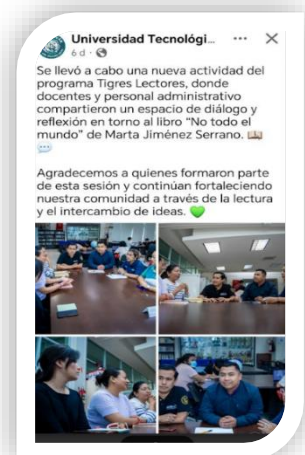 Universidad Tecnológi...
6 d
Se llevó a cabo una nueva actividad del
programa Tigres Lectores, donde
docentes y personal administrativo
compartieron un espacio de diálogo y
reflexión en torno al libro "No todo el
mundo" de Marta Jiménez Serrano. 📖
💬
Agradecemos a quienes formaron parte
de esta sesión y continúan fortaleciendo
nuestra comunidad a través de la lectura
y el intercambio de ideas. 💚